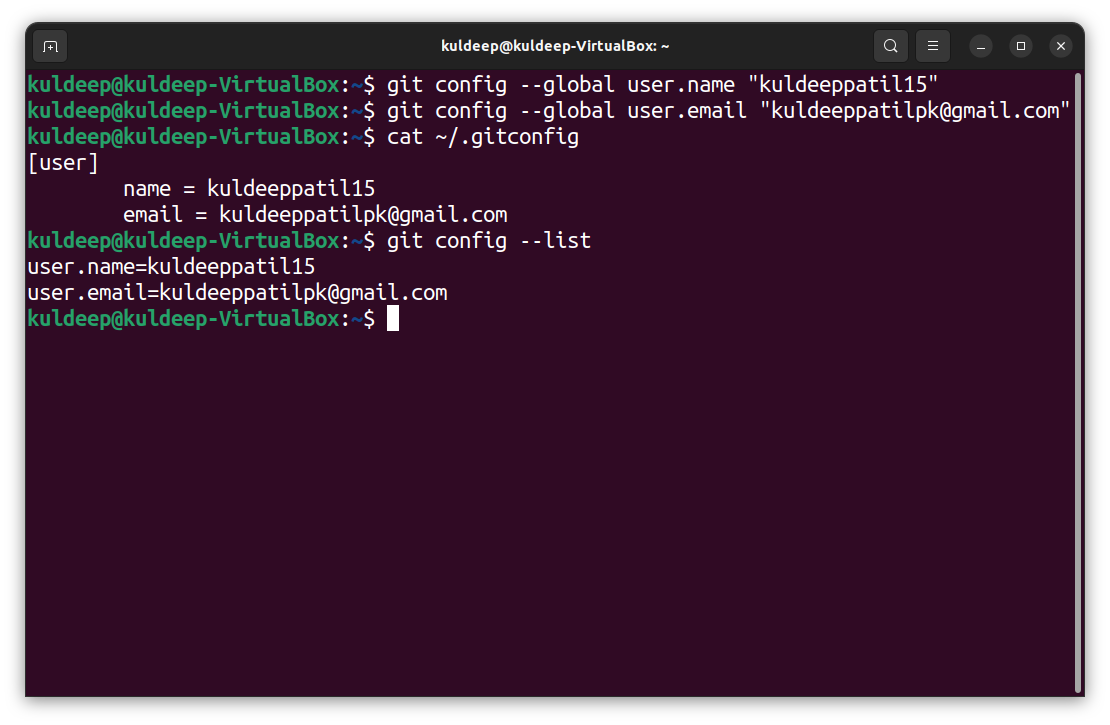 kuldeep@kuldeep-VirtualBox: ~
kuldeep@kuldeep-VirtualBox:~$ git config --global user.name "kuldeeppatil15"
kuldeep@kuldeep-VirtualBox:~$ git config --global user.email "kuldeeppatilpk@gmail.com"
kuldeep@kuldeep-VirtualBox:~$ cat ~/.gitconfig
[user]
        name = kuldeeppatil15
        email = kuldeeppatilpk@gmail.com
kuldeep@kuldeep-VirtualBox:~$ git config --list
user.name=kuldeeppatil15
user.email=kuldeeppatilpk@gmail.com
kuldeep@kuldeep-VirtualBox:~$